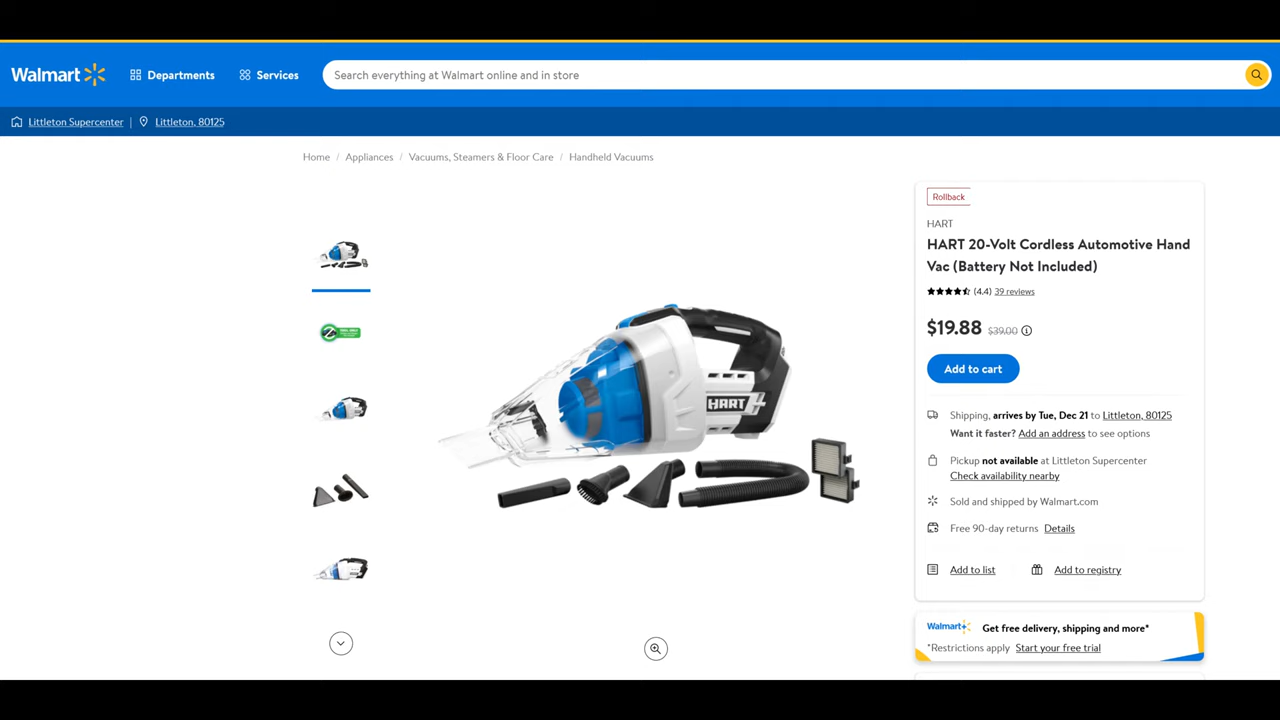 Walmart
Departments
Services
Search everything at Walmart online and in store
Littleton Supercenter | Littleton, 80125
Home / Appliances / Vacuums, Steamers & Floor Care / Handheld Vacuums
Rollback
HART
HART 20-Volt Cordless Automotive Hand
Vac (Battery Not Included)
(4.4) 39 reviews
$19.88 $39.00
Add to cart
Shipping, arrives by Tue, Dec 21 to Littleton, 80125
Want it faster? Add an address to see options
Pickup not available at Littleton Supercenter
Check availability nearby
Sold and shipped by Walmart.com
Free 90-day returns Details
Add to list
Add to registry
Walmart+
Get free delivery, shipping and more*
*Restrictions apply Start your free trial
HART